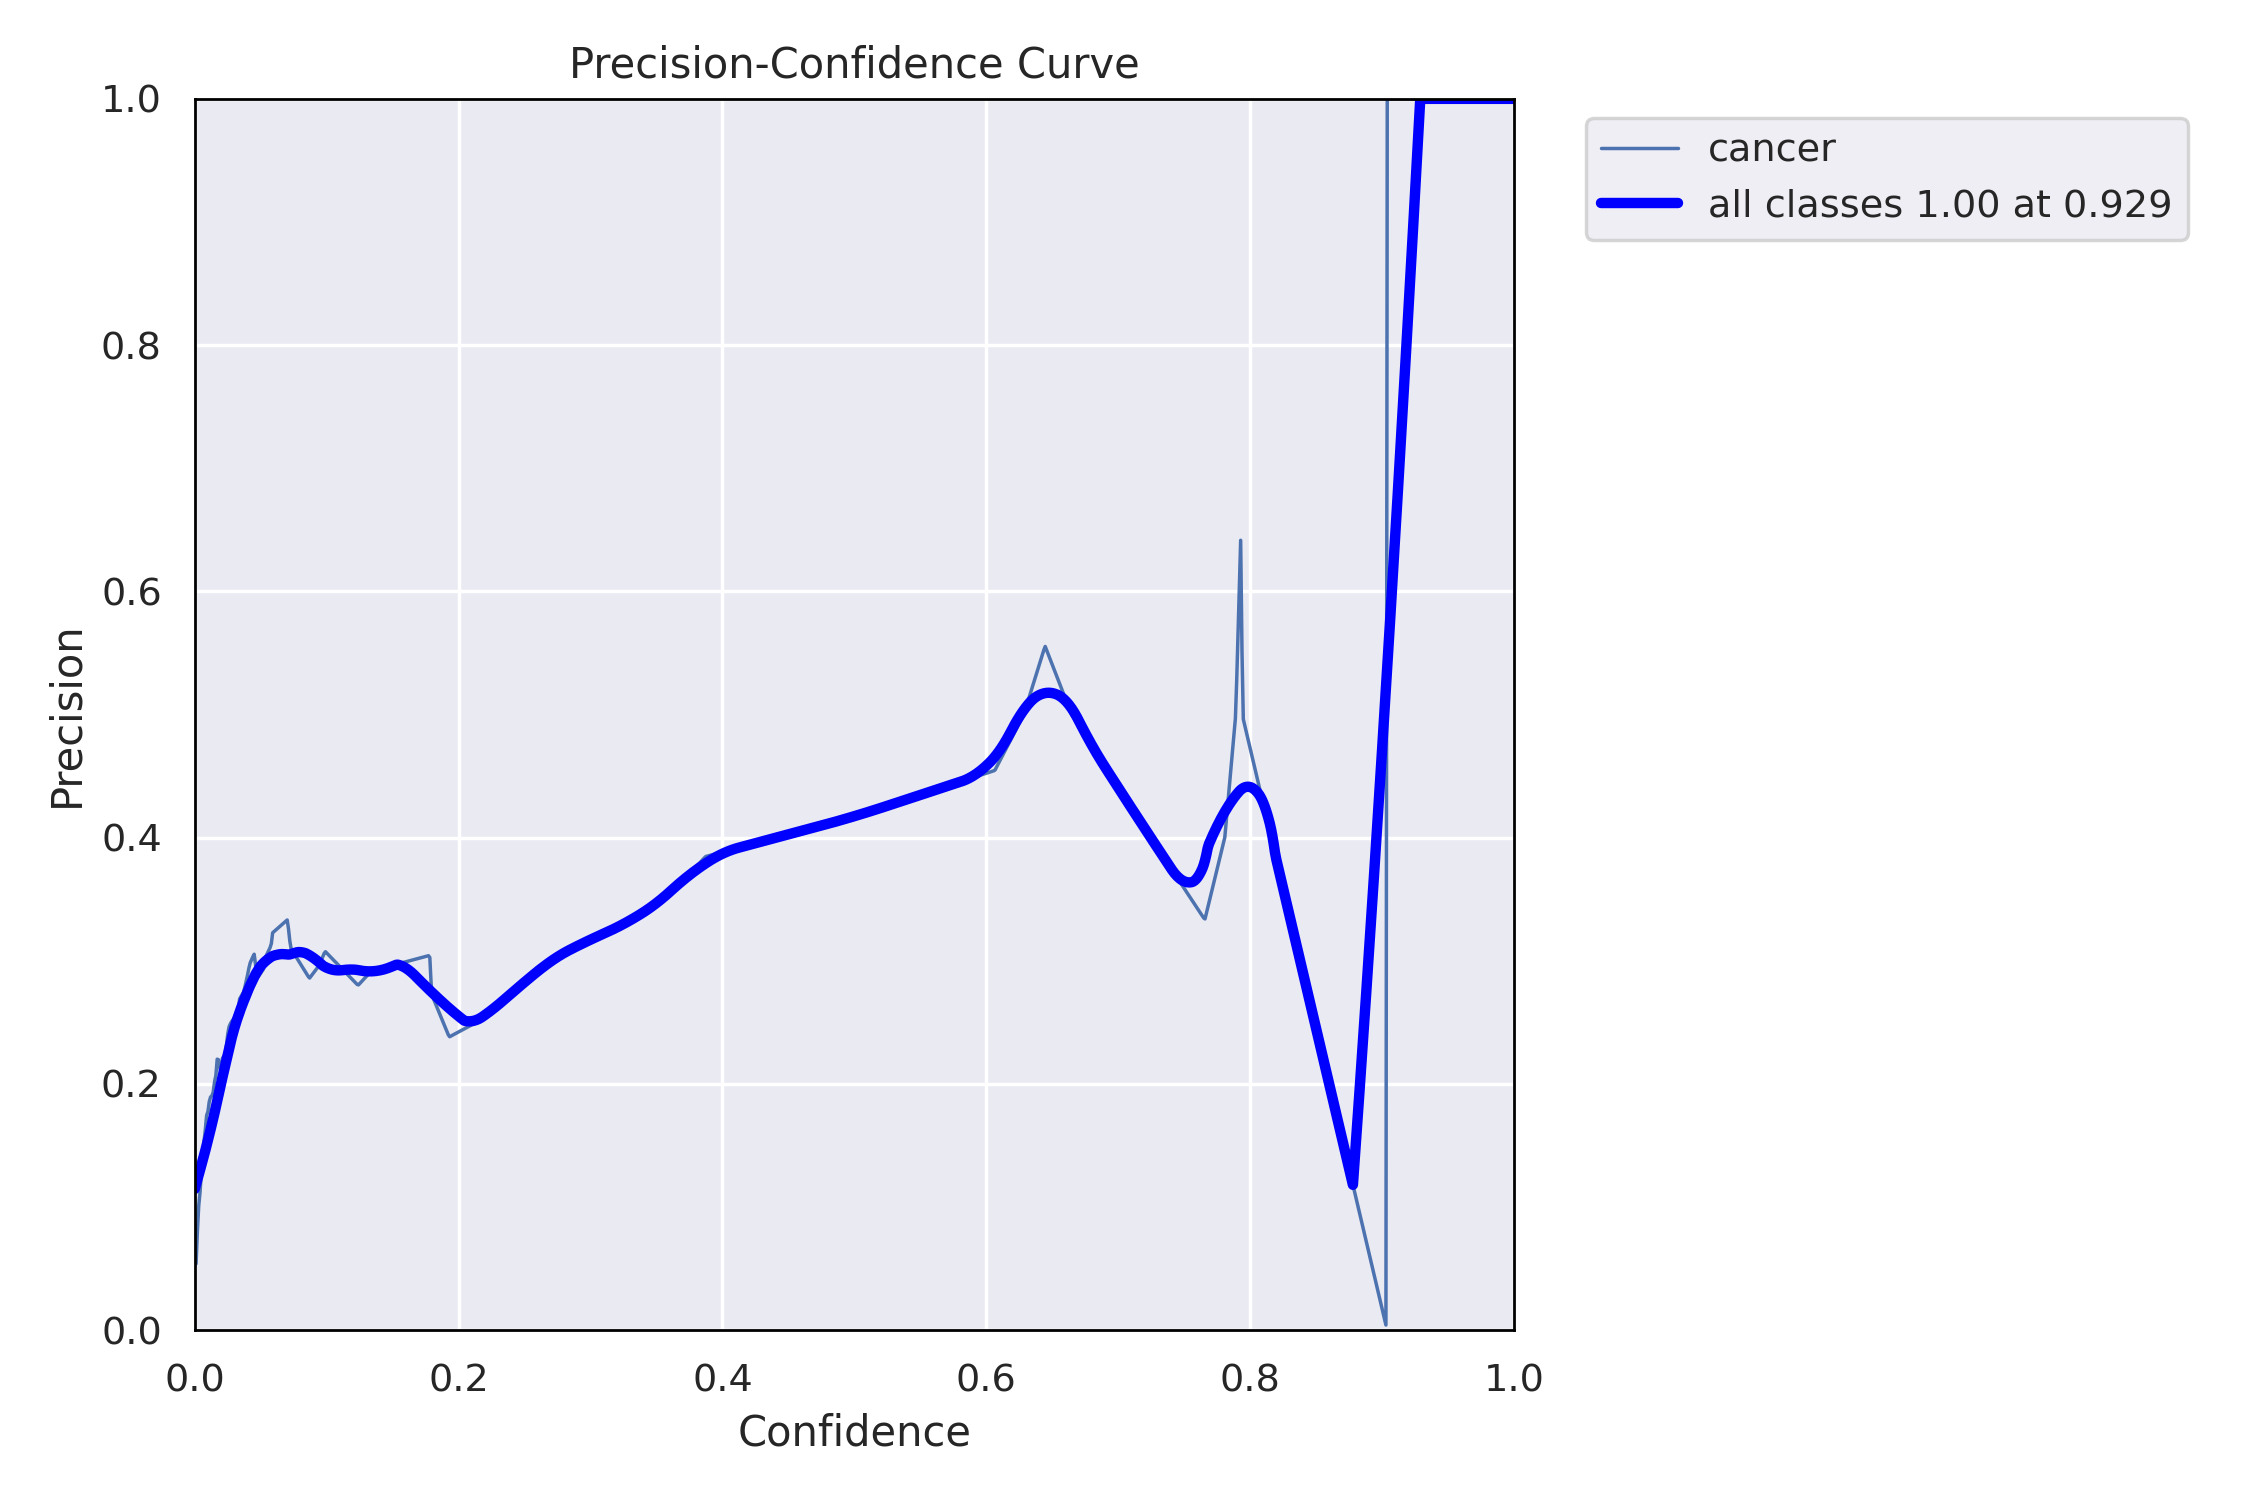 Precision-Confidence Curve
1.0
0.8
0.6
0.4
0.2
0.0
Precision
0.0 0.2 0.4 0.6 0.8 1.0
Confidence
cancer
all classes 1.00 at 0.929